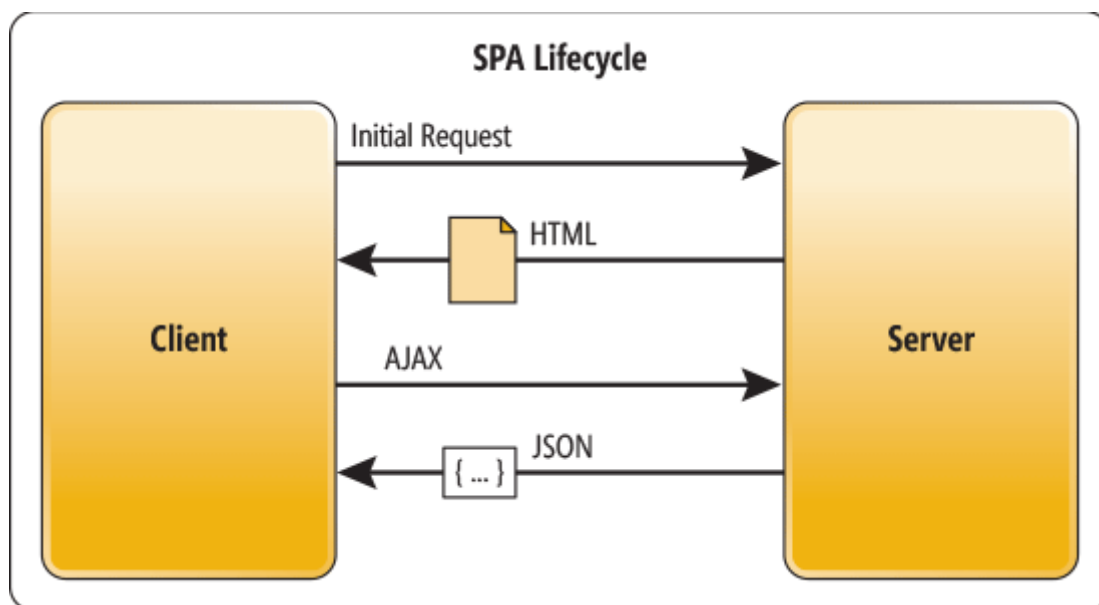 SPA Lifecycle
Initial Request
HTML
Client
Server
AJAX
JSON
{ ... }